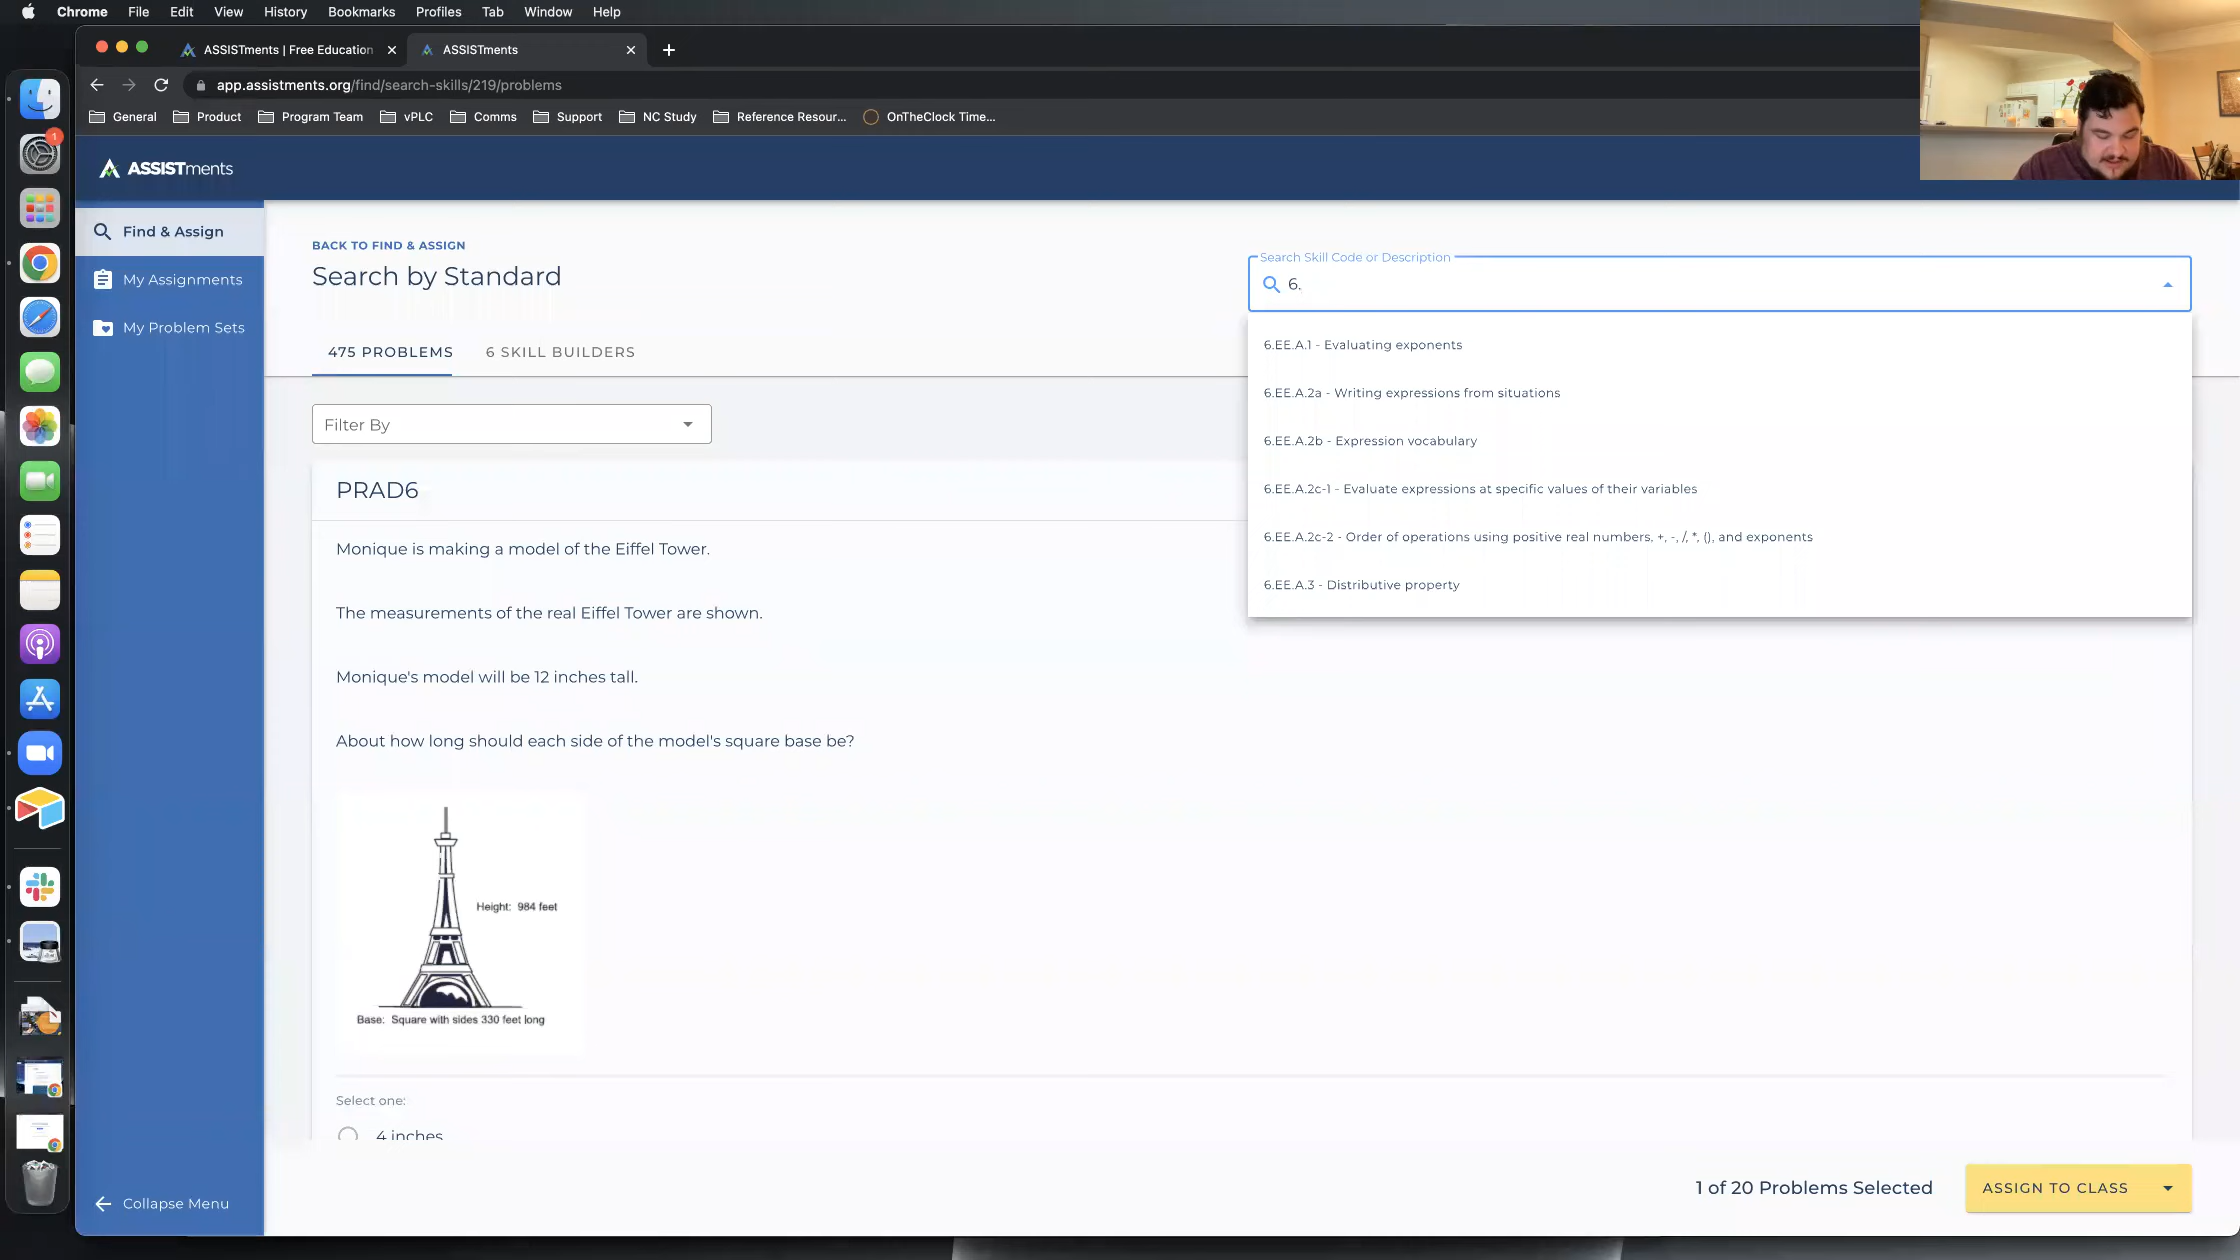 Chrome File Edit View History Bookmarks Profiles Tab Window Help
ASSISTments | Free Education
ASSISTments
app.assistments.org/find/search-skills/219/problems
General Product Program Team vPLC Comms Support NC Study Reference Resour... OnTheClock Time...
1
ASSISTments
Find & Assign
My Assignments
My Problem Sets
Collapse Menu
BACK TO FIND & ASSIGN
Search by Standard
475 PROBLEMS 6 SKILL BUILDERS
Search Skill Code or Description
6.
6.EE.A.1 - Evaluating exponents
6.EE.A.2a - Writing expressions from situations
6.EE.A.2b - Expression vocabulary
6.EE.A.2c-1 - Evaluate expressions at specific values of their variables
6.EE.A.2c-2 - Order of operations using positive real numbers, +, -, /, *, (), and exponents
6.EE.A.3 - Distributive property
Filter By
PRAD6
Monique is making a model of the Eiffel Tower.
The measurements of the real Eiffel Tower are shown.
Monique's model will be 12 inches tall.
About how long should each side of the model's square base be?
Height: 984 feet
Base: Square with sides 330 feet long
Select one:
4 inches
1 of 20 Problems Selected
ASSIGN TO CLASS